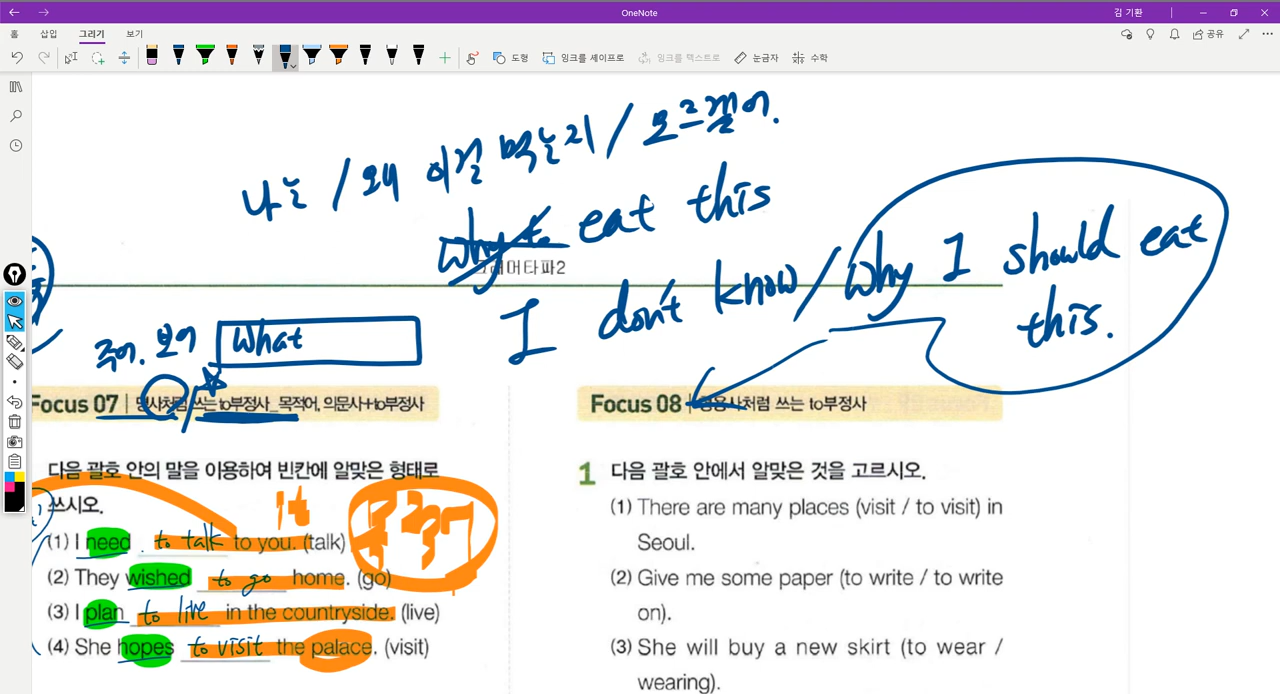 OneNote
김 기환
홈 삽입 그리기 보기
공유
도형 잉크를 셰이프로 잉크를 텍스트로 눈금자 수학
나는 / 왜 이걸 먹는지 / 모르겠어.
why to eat this
그래머타파2
I don't know / why I should eat
this.
주어, 보어 What
Focus 07 명사처럼 쓰는 to부정사_목적어, 의문사+to부정사
다음 괄호 안의 말을 이용하여 빈칸에 알맞은 형태로
쓰시오.
it
(1) I need to talk to you. (talk)
(2) They wished to go home. (go)
(3) I plan to live in the countryside. (live)
(4) She hopes to visit the palace. (visit)
Focus 08 형용사처럼 쓰는 to부정사
1 다음 괄호 안에서 알맞은 것을 고르시오.
(1) There are many places (visit / to visit) in
Seoul.
(2) Give me some paper (to write / to write
on).
(3) She will buy a new skirt (to wear /
wearing).